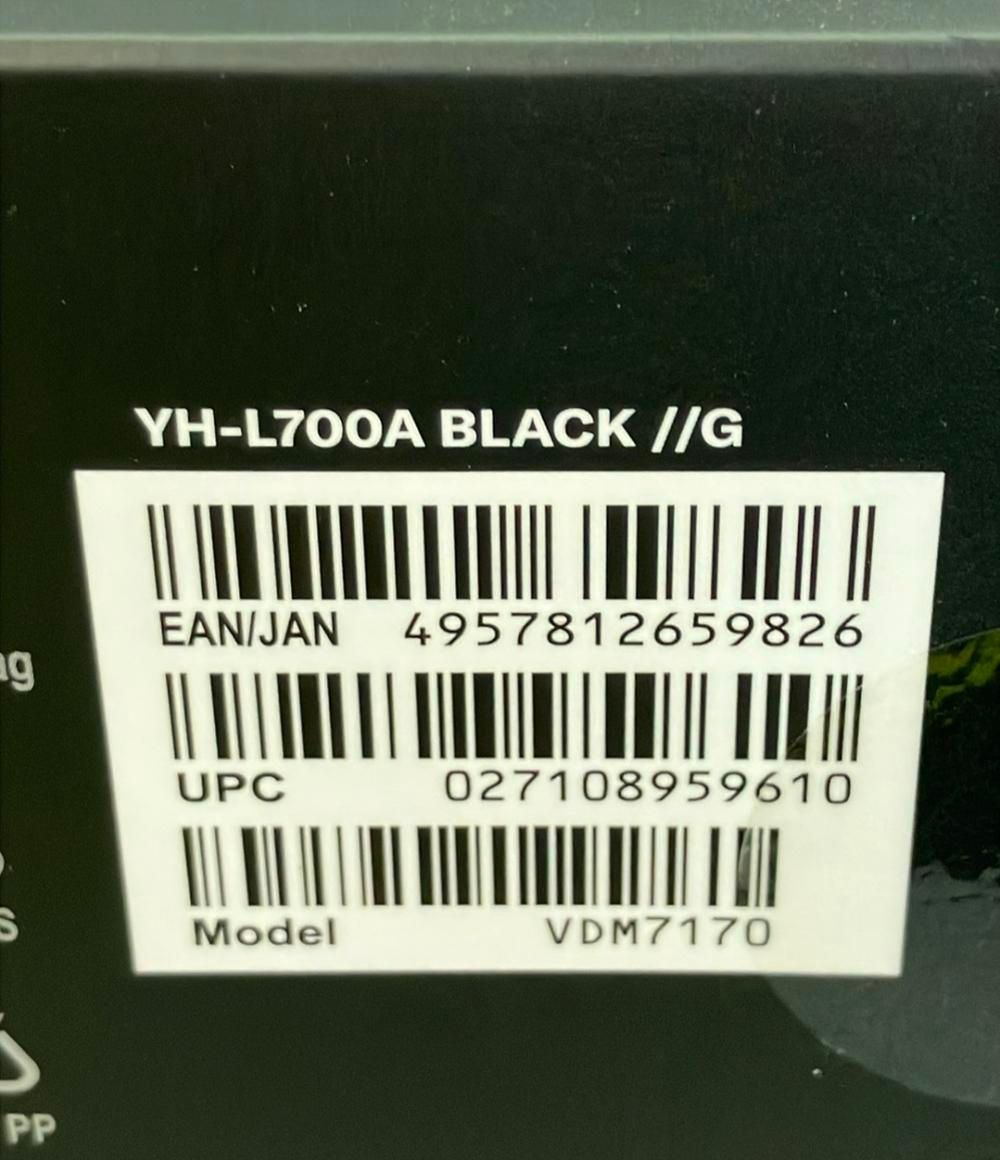 YH-L700A BLACK //G
EAN/JAN 4957812659826
UPC 027108959610
Model VDM7170
PP